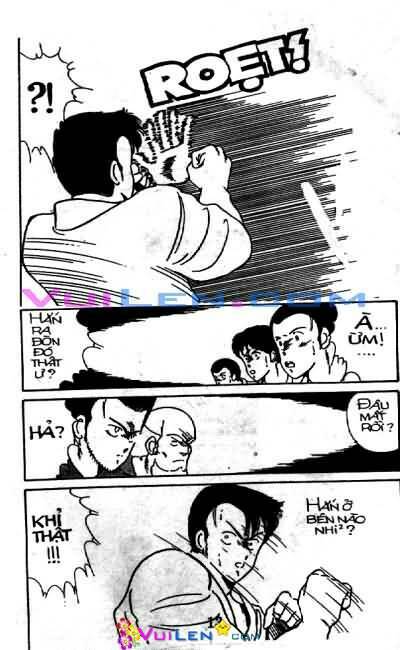 ROẸT!
?!
VuiLen.com
HẮN
RA
ĐÒN
ĐÓ
THẬT
Ư?
À...
ỪM!
....
HẢ?
ĐÂU
MẤT
RỒI?
KHỈ
THẬT
!!!
HẮN Ở
BÊN NÀO
NHỈ?
VuiLen
.com